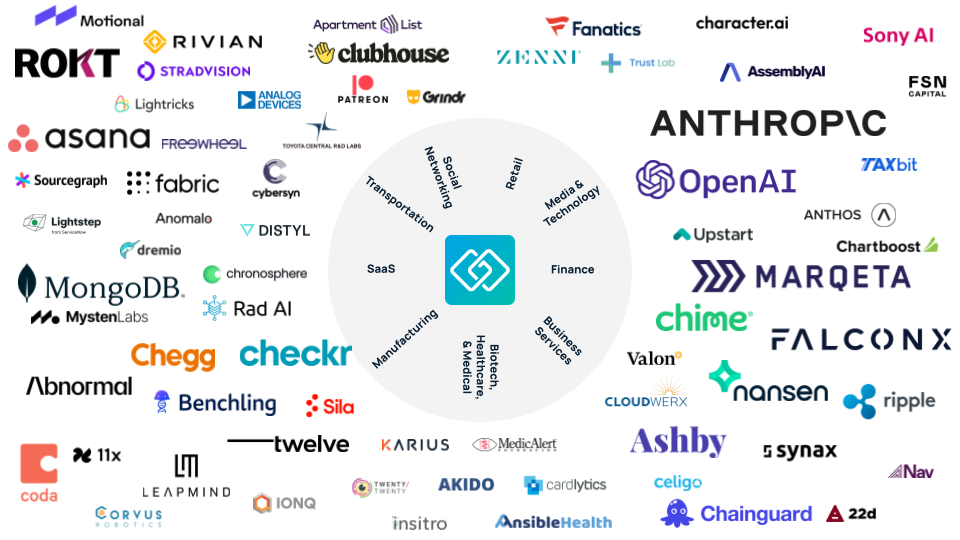 Motional
Apartment List
Fanatics
character.ai
RIVIAN
Sony AI
ROKT
clubhouse
ZENNI
Trust Lab
STRADVISION
AssemblyAI
FSN
CAPITAL
Lightricks
ANALOG
DEVICES
PATREON
Grindr
ANTHROP\C
asana
FREEWHEEL
TOYOTA CENTRAL R&D LABS
TAXbit
Sourcegraph
fabric
cybersyn
OpenAI
Lightstep
from ServiceNow
Anomalo
DISTYL
ANTHOS
Upstart
Chartboost
dremio
MongoDB.
chronosphere
MARQETA
MystenLabs
Rad AI
chime
FALCONX
Chegg
checkr
Valon
nansen
Abnormal
Benchling
Sila
CLOUDWERX
ripple
Social
Networking
Retail
Media &
Technology
Transportation
SaaS
Finance
Manufacturing
Biotech,
Healthcare,
& Medical
Business
Services
twelve
KARIUS
MedicAlert
FOUNDATION
Ashby
synax
coda
11x
LEAPMIND
IONQ
TWENTY/
TWENTY
AKIDO
cardlytics
celigo
Nav
CORVUS
ROBOTICS
insitro
AnsibleHealth
Chainguard
22d